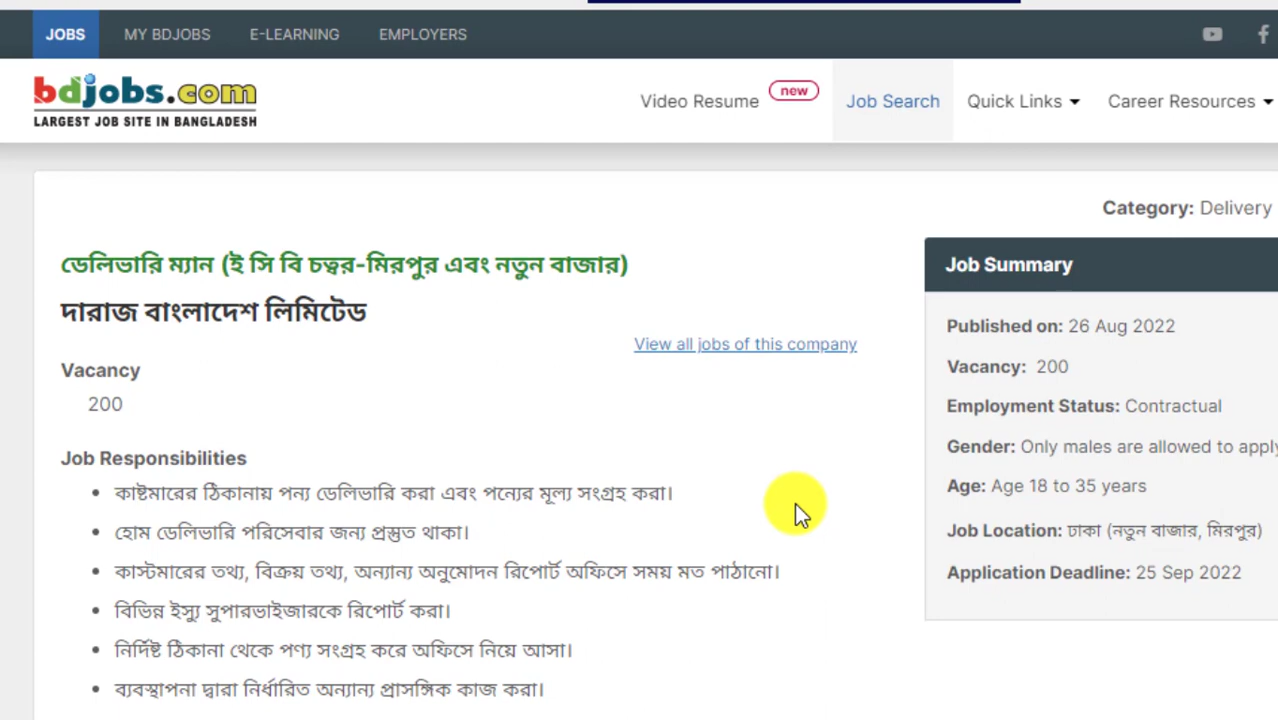 JOBS MY BDJOBS E-LEARNING EMPLOYERS
bdjobs.com
LARGEST JOB SITE IN BANGLADESH
Video Resume new Job Search Quick Links Career Resources
Category: Delivery
ডেলিভারি ম্যান (ই সি বি চত্বর-মিরপুর এবং নতুন বাজার)
দারাজ বাংলাদেশ লিমিটেড
View all jobs of this company
Vacancy
200
Job Responsibilities
• কাষ্টমারের ঠিকানায় পন্য ডেলিভারি করা এবং পন্যের মূল্য সংগ্রহ করা।
• হোম ডেলিভারি পরিসেবার জন্য প্রস্তুত থাকা।
• কাস্টমারের তথ্য, বিক্রয় তথ্য, অন্যান্য অনুমোদন রিপোর্ট অফিসে সময় মত পাঠানো।
• বিভিন্ন ইস্যু সুপারভাইজারকে রিপোর্ট করা।
• নির্দিষ্ট ঠিকানা থেকে পণ্য সংগ্রহ করে অফিসে নিয়ে আসা।
• ব্যবস্থাপনা দ্বারা নির্ধারিত অন্যান্য প্রাসঙ্গিক কাজ করা।
Job Summary
Published on: 26 Aug 2022
Vacancy: 200
Employment Status: Contractual
Gender: Only males are allowed to apply
Age: Age 18 to 35 years
Job Location: ঢাকা (নতুন বাজার, মিরপুর)
Application Deadline: 25 Sep 2022